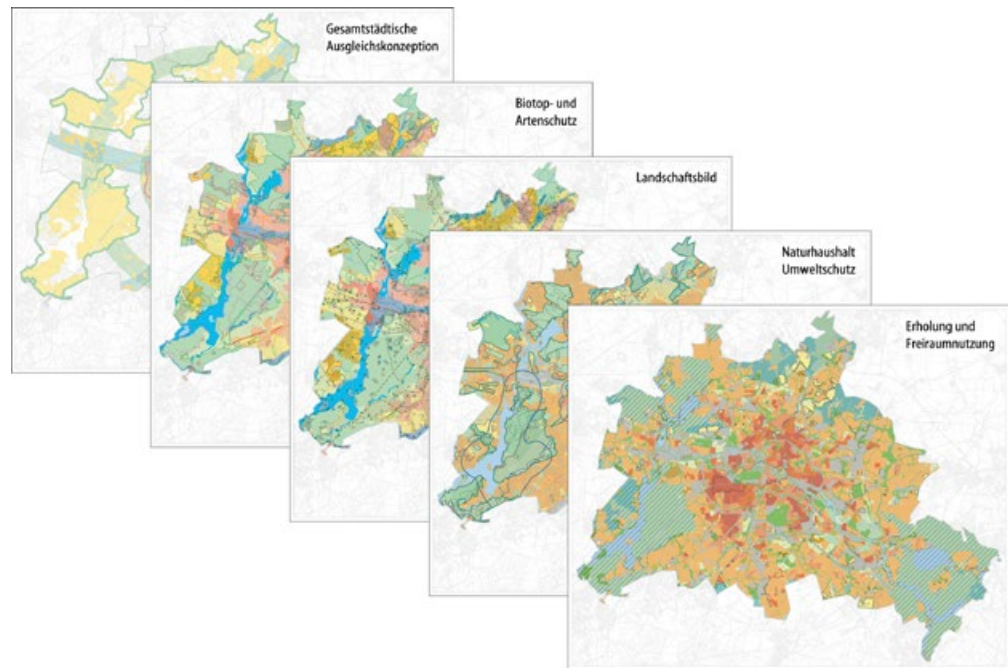 Gesamtstädtische
Ausgleichskonzeption
Biotop- und
Artenschutz
Landschaftsbild
Naturhaushalt
Umweltschutz
Erholung und
Freiraumnutzung